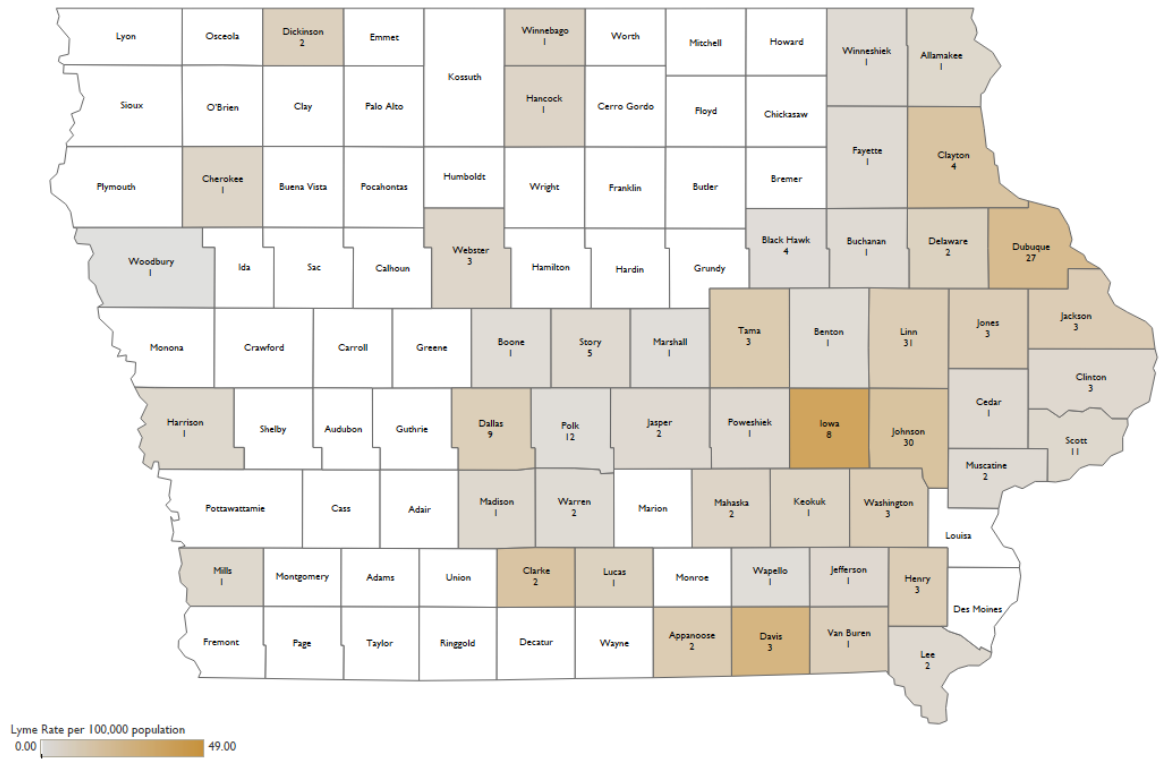 Lyon
Osceola
Dickinson
2
Emmet
Kossuth
Winnebago
1
Worth
Mitchell
Howard
Winneshiek
1
Allamakee
1
Sioux
O'Brien
Clay
Palo Alto
Hancock
1
Cerro Gordo
Floyd
Chickasaw
Plymouth
Cherokee
1
Buena Vista
Pocahontas
Humboldt
Wright
Franklin
Butler
Bremer
Fayette
1
Clayton
4
Woodbury
1
Ida
Sac
Calhoun
Webster
3
Hamilton
Hardin
Grundy
Black Hawk
4
Buchanan
1
Delaware
2
Dubuque
27
Monona
Crawford
Carroll
Greene
Boone
1
Story
5
Marshall
1
Tama
3
Benton
1
Linn
31
Jones
3
Jackson
3
Clinton
3
Harrison
1
Shelby
Audubon
Guthrie
Dallas
9
Polk
12
Jasper
2
Poweshiek
1
Iowa
8
Johnson
30
Cedar
1
Scott
11
Muscatine
2
Pottawattamie
Cass
Adair
Madison
1
Warren
2
Marion
Mahaska
2
Keokuk
1
Washington
3
Louisa
Mills
1
Montgomery
Adams
Union
Clarke
2
Lucas
1
Monroe
Wapello
1
Jefferson
1
Henry
3
Des Moines
Fremont
Page
Taylor
Ringgold
Decatur
Wayne
Appanoose
2
Davis
3
Van Buren
1
Lee
2
Lyme Rate per 100,000 population
0.00 49.00